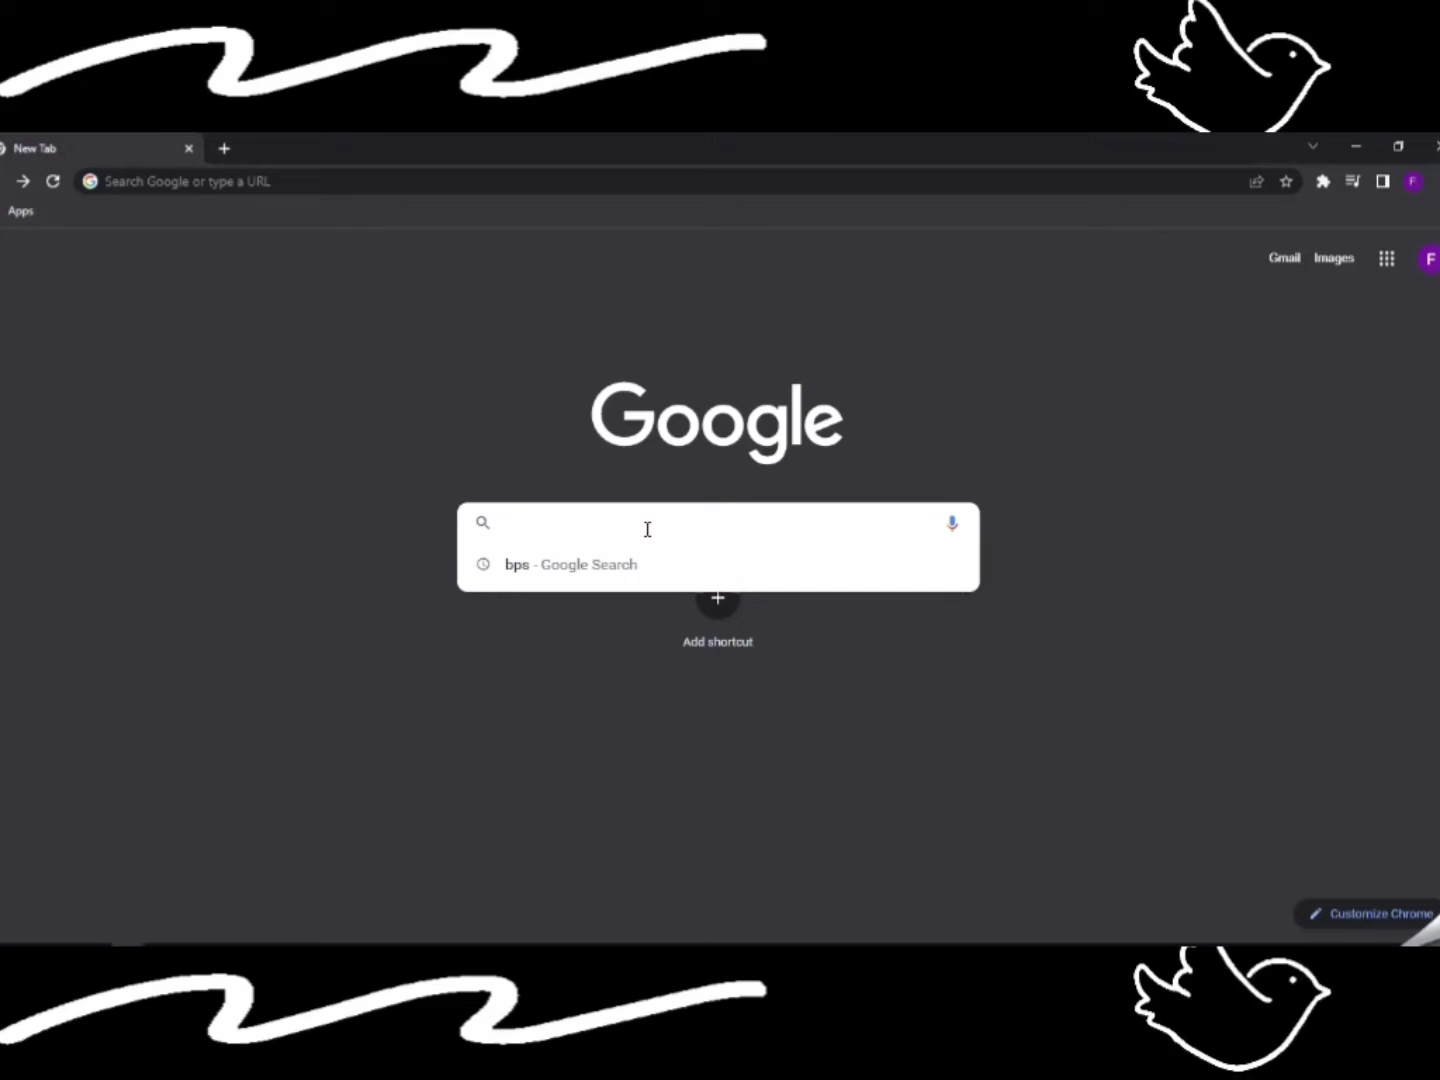 New Tab
Search Google or type a URL
Apps
Gmail Images
F
Google
bps - Google Search
Add shortcut
Customize Chrome